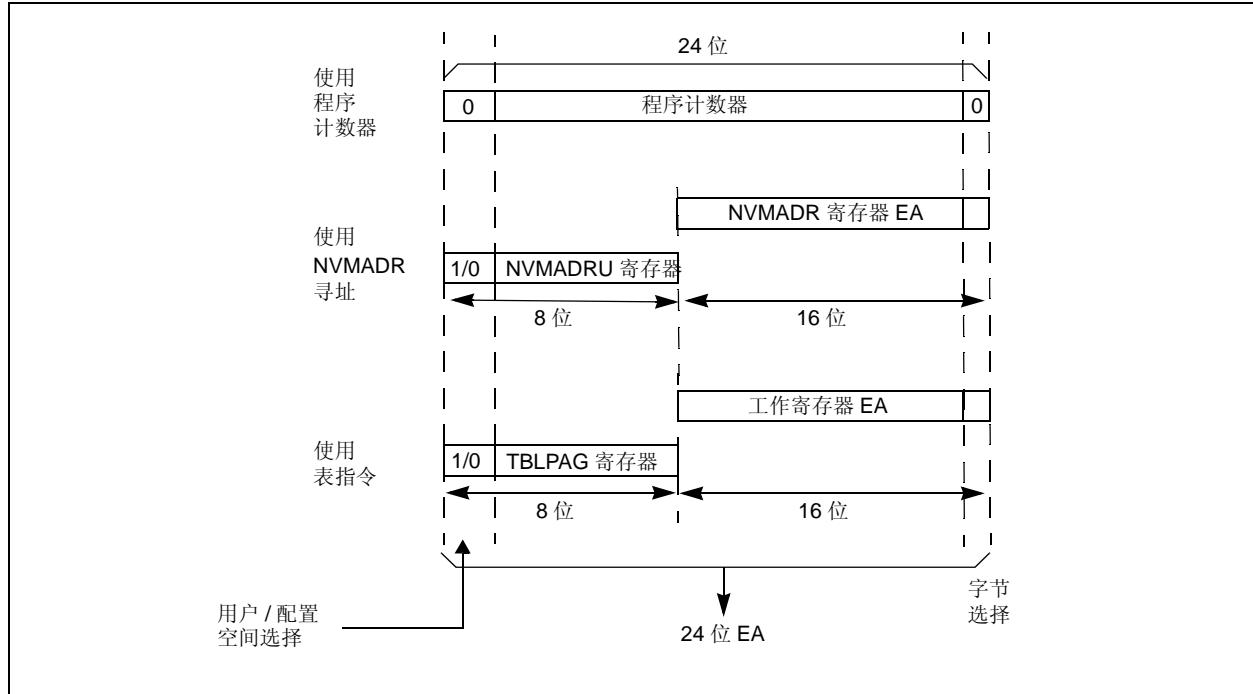 24 位
使用
程序
计数器
0
程序计数器
0
NVMADR 寄存器 EA
使用
NVMADR
寻址
1/0
NVMADRU 寄存器
8 位
16 位
工作寄存器 EA
使用
表指令
1/0
TBLPAG 寄存器
8 位
16 位
用户 / 配置
空间选择
24 位 EA
字节
选择